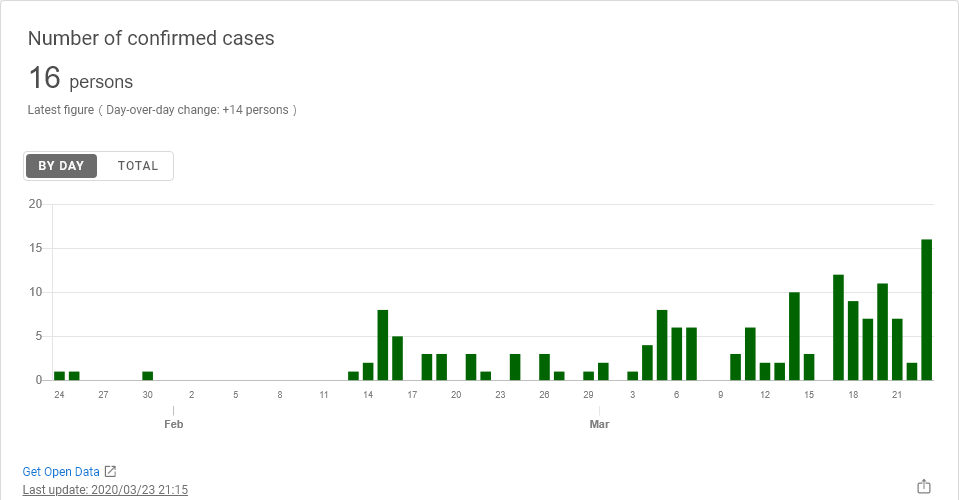 Number of confirmed cases
16 persons
Latest figure ( Day-over-day change: +14 persons )
BY DAY TOTAL
20
15
10
5
0
24 27 30 2 5 8 11 14 17 20 23 26 29 3 6 9 12 15 18 21
Feb Mar
Get Open Data
Last update: 2020/03/23 21:15